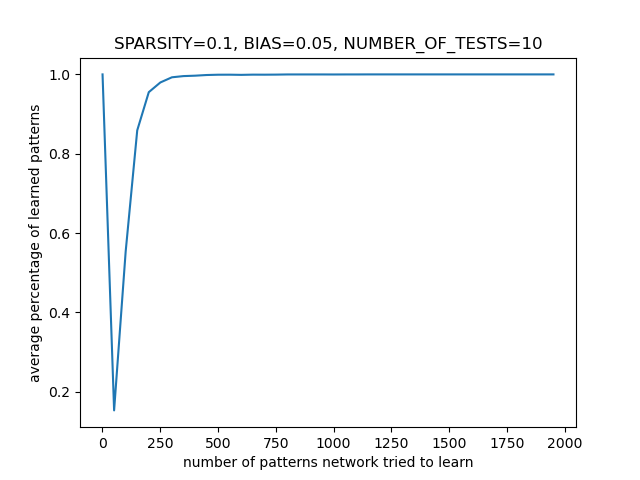 SPARSITY=0.1, BIAS=0.05, NUMBER_OF_TESTS=10
average percentage of learned patterns
1.0
0.8
0.6
0.4
0.2
0 250 500 750 1000 1250 1500 1750 2000
number of patterns network tried to learn